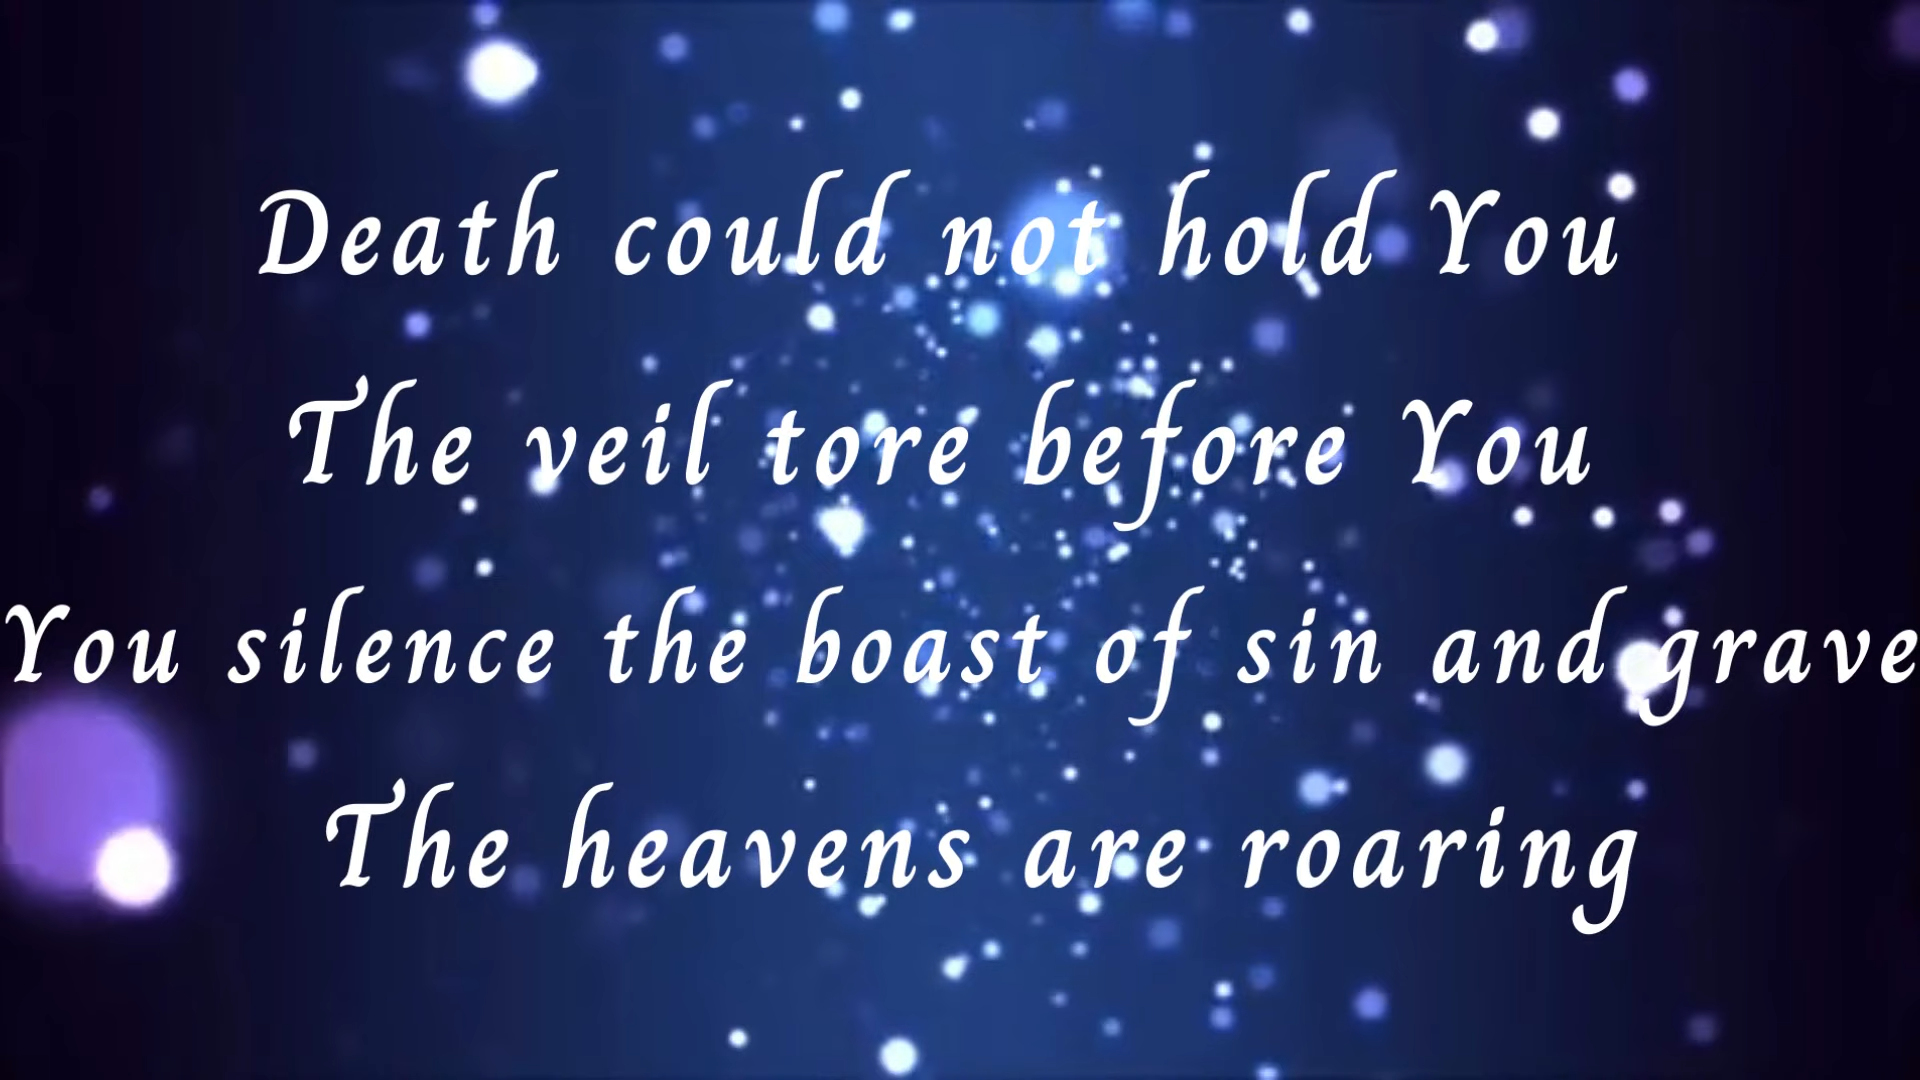 Death could not hold You
The veil tore before You
You silence the boast of sin and grave
The heavens are roaring